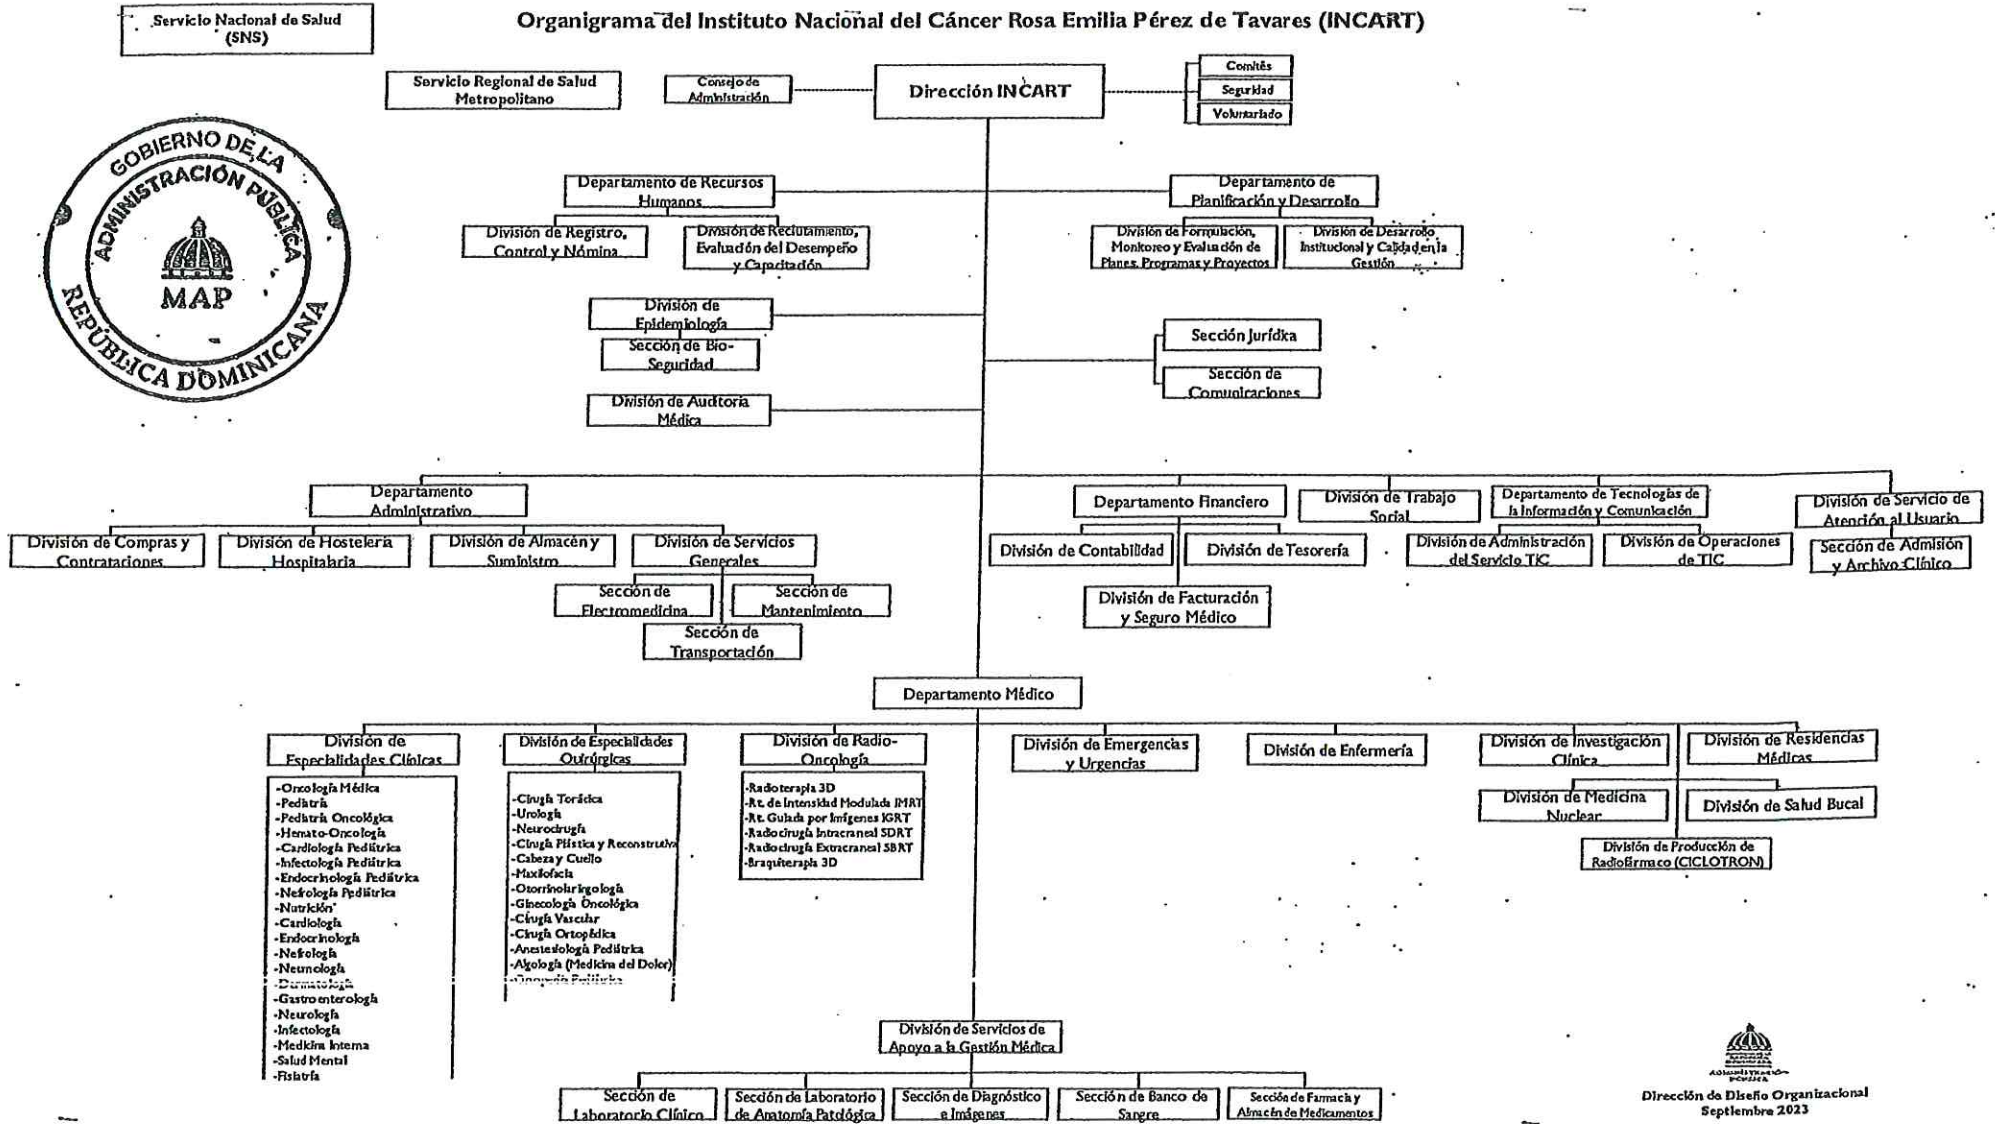 Servicio Nacional de Salud
(SNS)
Organigrama del Instituto Nacional del Cáncer Rosa Emilia Pérez de Tavares (INCART)
Servicio Regional de Salud
Metropolitano
Consejo de
Administración
Dirección INCART
Comités
Seguridad
Voluntariado
GOBIERNO DE LA
REPÚBLICA DOMINICANA
ADMINISTRACIÓN PÚBLICA
MAP
Departamento de Recursos
Humanos
Departamento de
Planificación y Desarrollo
División de Registro,
Control y Nómina
División de Reclutamiento,
Evaluación del Desempeño
y Capacitación
División de Formulación,
Monitoreo y Evaluación de
Planes, Programas y Proyectos
División de Desarrollo
Institucional y Calidad en la
Gestión
División de
Epidemiología
Sección de Bio-
Seguridad
Sección Jurídica
Sección de
Comunicaciones
División de Auditoría
Médica
Departamento
Administrativo
Departamento Financiero
División de Trabajo
Social
Departamento de Tecnologías de
la Información y Comunicación
División de Servicio de
Atención al Usuario
División de Compras y
Contrataciones
División de Hostelería
Hospitalaria
División de Almacén y
Suministro
División de Servicios
Generales
División de Contabilidad
División de Tesorería
División de Administración
del Servicio TIC
División de Operaciones
de TIC
Sección de Admisión
y Archivo Clínico
Sección de
Electromedicina
Sección de
Mantenimiento
Sección de
Transportación
División de Facturación
y Seguro Médico
Departamento Médico
División de
Especialidades Clínicas
División de Especialidades
Quirúrgicas
División de Radio-
Oncología
División de Emergencias
y Urgencias
División de Enfermería
División de Investigación
Clínica
División de Residencias
Médicas
División de Medicina
Nuclear
División de Salud Bucal
División de Producción de
Radiofármaco (CICLOTRON)
-Oncología Médica
-Pediatría
-Pediatría Oncológica
-Hemato-Oncología
-Cardiología Pediátrica
-Infectología Pediátrica
-Endocrinología Pediátrica
-Nefrología Pediátrica
-Nutrición
-Cardiología
-Endocrinología
-Nefrología
-Neumología
-Dermatología
-Gastroenterología
-Neurología
-Infectología
-Medicina Interna
-Salud Mental
-Fisiatría
-Cirugía Torácica
-Urología
-Neurocirugía
-Cirugía Plástica y Reconstructiva
-Cabeza y Cuello
-Maxilofacia
-Otorrinolaringología
-Ginecología Oncológica
-Cirugía Vascular
-Cirugía Ortopédica
-Anestesiología Pediátrica
-Algología (Medicina del Dolor)
-Radioterapia 3D
-Rt. de Intensidad Modulada IMRT
-Rt. Guiada por Imágenes IGRT
-Radiocirugía Intracraneal SDRT
-Radiocirugía Extracraneal SBRT
-Braquiterapia 3D
División de Servicios de
Apoyo a la Gestión Médica
Sección de
Laboratorio Clínico
Sección de Laboratorio
de Anatomía Patológica
Sección de Diagnóstico
e Imágenes
Sección de Banco de
Sangre
Sección de Farmacia y
Almacén de Medicamentos
ADMINISTRACIÓN
PÚBLICA
Dirección de Diseño Organizacional
Septiembre 2023